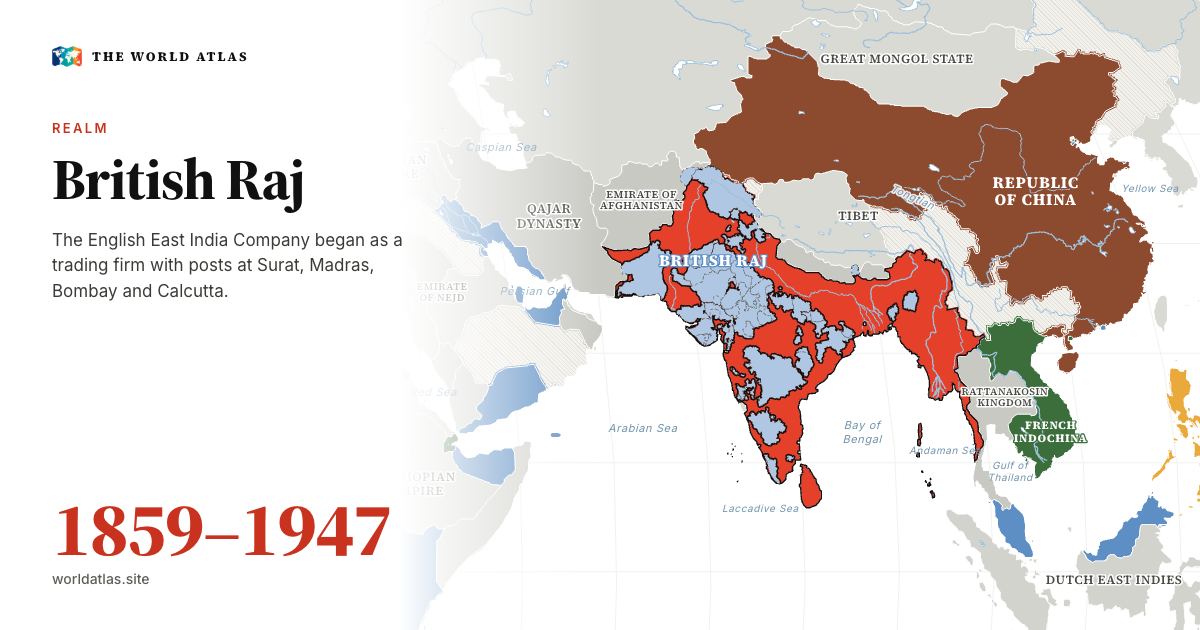 THE WORLD ATLAS
REALM
British Raj
The English East India Company began as a
trading firm with posts at Surat, Madras,
Bombay and Calcutta.
1859–1947
worldatlas.site
GREAT MONGOL STATE
Caspian Sea
REPUBLIC
OF CHINA
Yellow Sea
EMIRATE OF
AFGHANISTAN
QAJAR
DYNASTY
TIBET
BRITISH RAJ
EMIRATE
OF NEJD
Persian Gulf
RATTANAKOSIN
KINGDOM
FRENCH
INDOCHINA
Arabian Sea
Bay of
Bengal
Andaman Se
Gulf of
Thailand
Laccadive Sea
DUTCH EAST INDIES